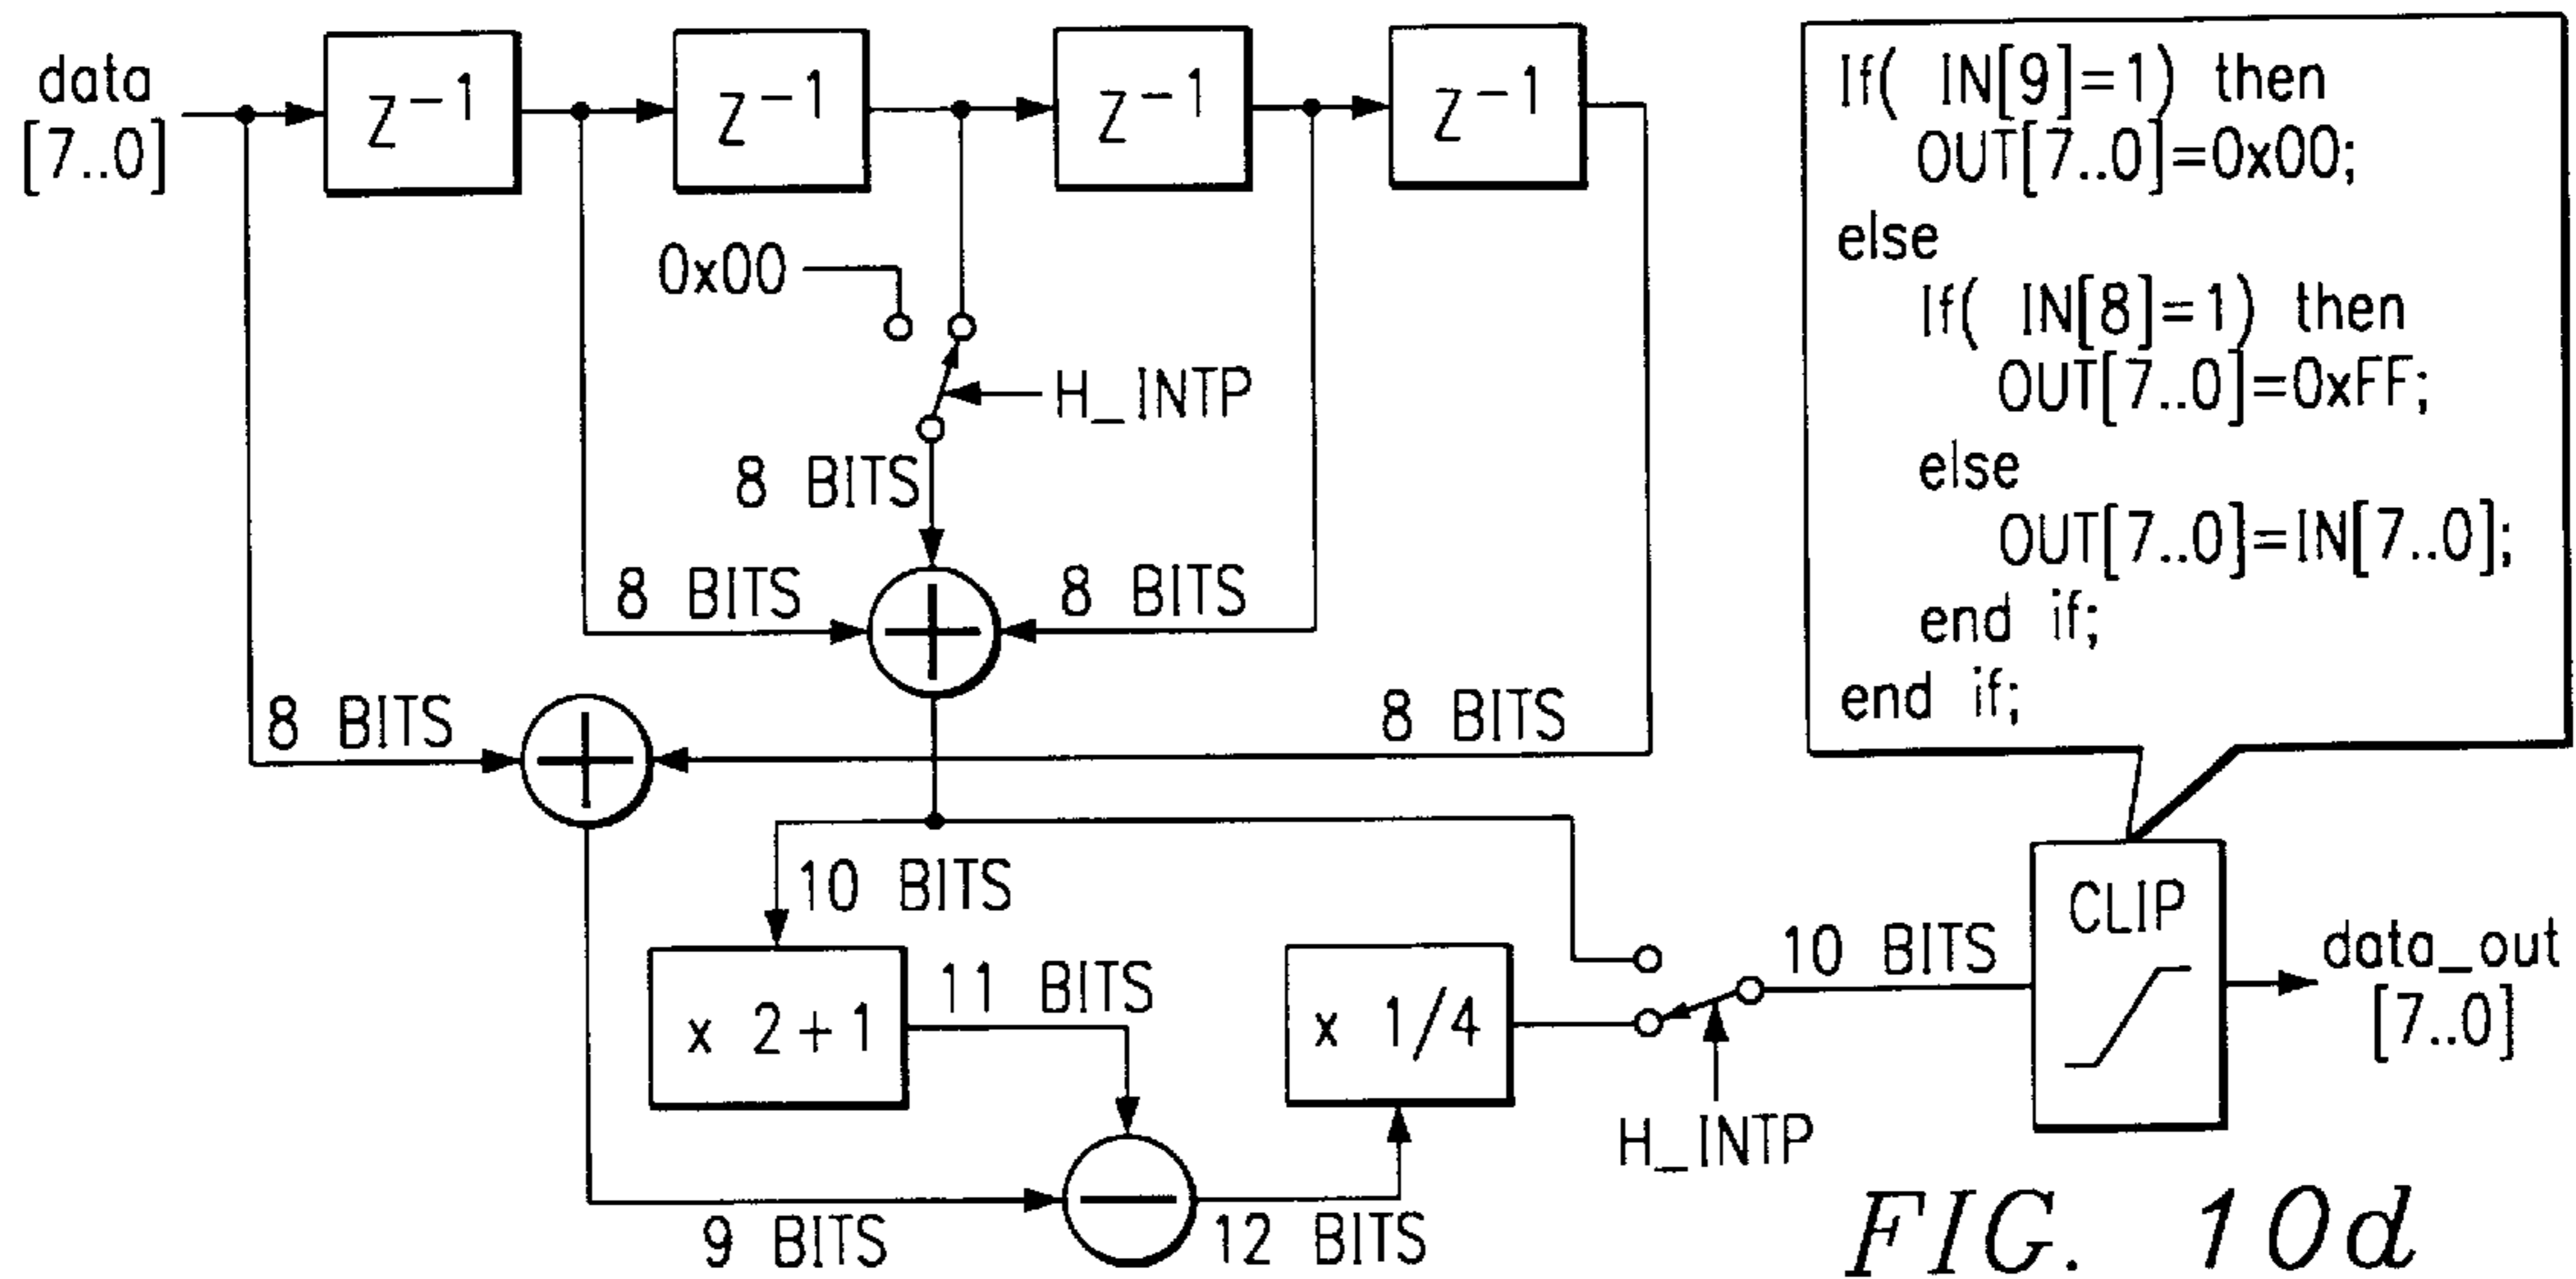 data
[7..0]
Z⁻¹
Z⁻¹
Z⁻¹
Z⁻¹
0x00
H_INTP
8 BITS
8 BITS
8 BITS
8 BITS
8 BITS
10 BITS
x 2+1
11 BITS
x 1/4
10 BITS
H_INTP
9 BITS
12 BITS
CLIP
data_out
[7..0]
If( IN[9]=1) then
OUT[7..0]=0x00;
else
If( IN[8]=1) then
OUT[7..0]=0xFF;
else
OUT[7..0]=IN[7..0];
end if;
end if;
FIG. 10d